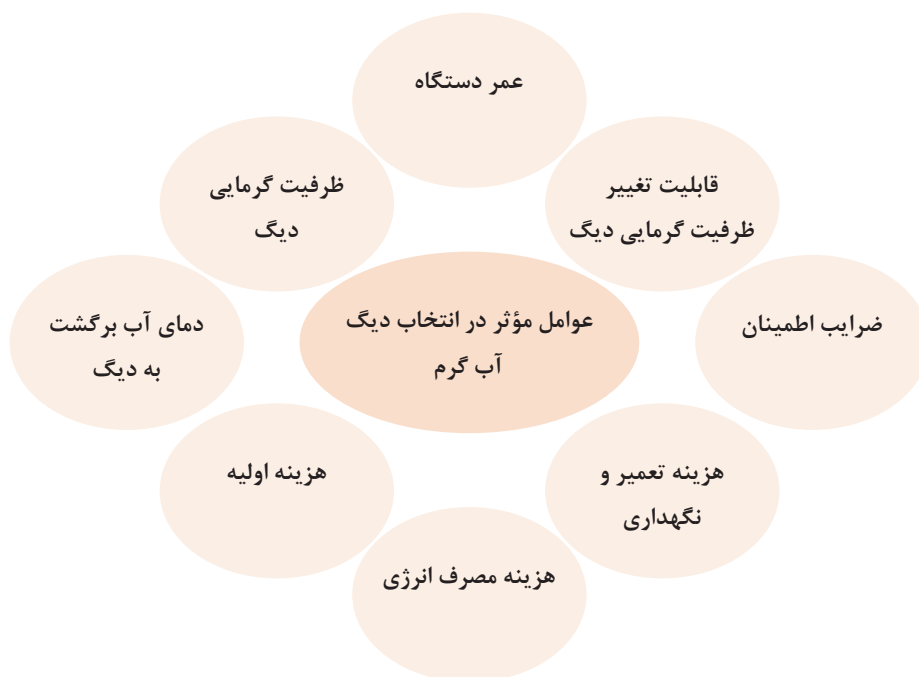 عمر دستگاه
قابلیت تغییر
ظرفیت گرمایی دیگ
ظرفیت گرمایی
دیگ
ضرایب اطمینان
عوامل مؤثر در انتخاب دیگ
آب گرم
دمای آب برگشت
به دیگ
هزینه تعمیر و
نگهداری
هزینه اولیه
هزینه مصرف انرژی